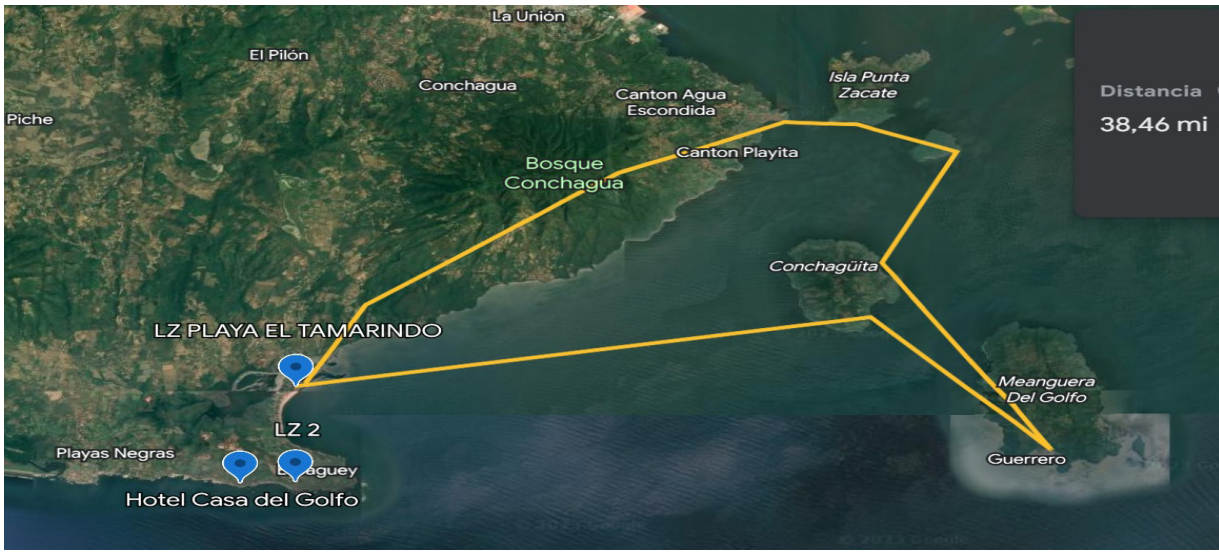 La Unión
El Pilón
Isla Punta
Zacate
Conchagua
Canton Agua
Escondida
Distancia
38,46 mi
Piche
Canton Playita
Bosque
Conchagua
Conchagüita
LZ PLAYA EL TAMARINDO
Meanguera
Del Golfo
LZ 2
Playas Negras
Guerrero
Hotel Casa del Golfo